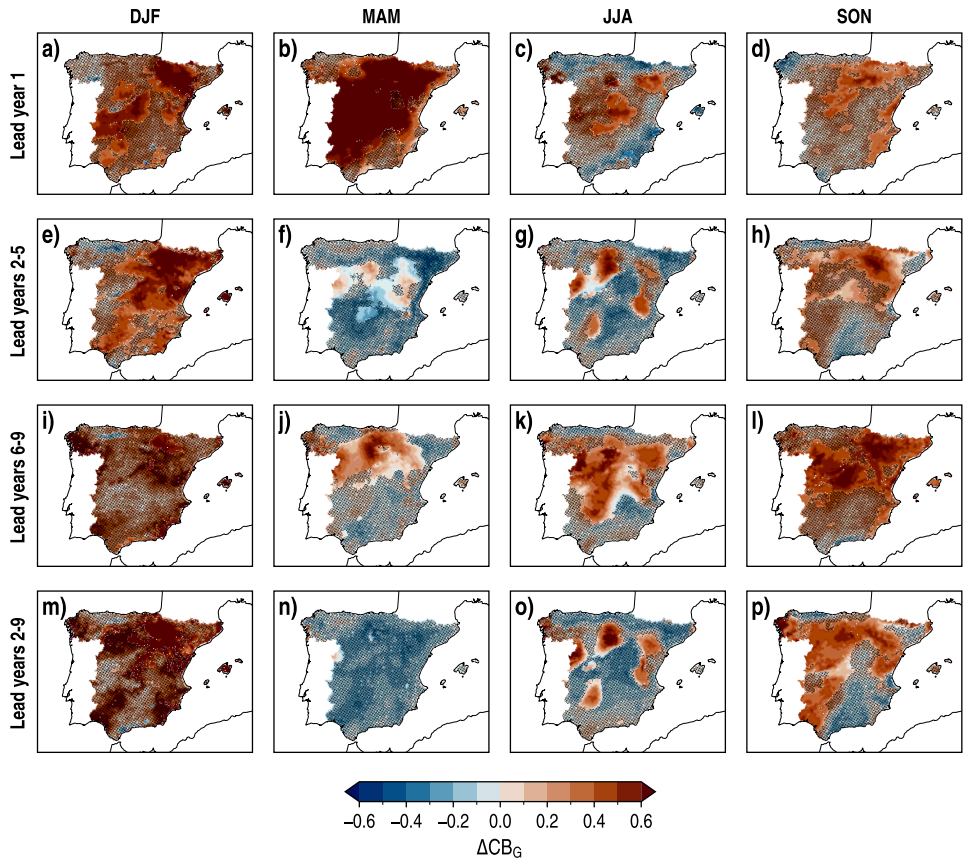 DJF MAM JJA SON
Lead year 1
a) b) c) d)
Lead years 2-5
e) f) g) h)
Lead years 6-9
i) j) k) l)
Lead years 2-9
m) n) o) p)
−0.6 −0.4 −0.2 0.0 0.2 0.4 0.6
ΔCB_G